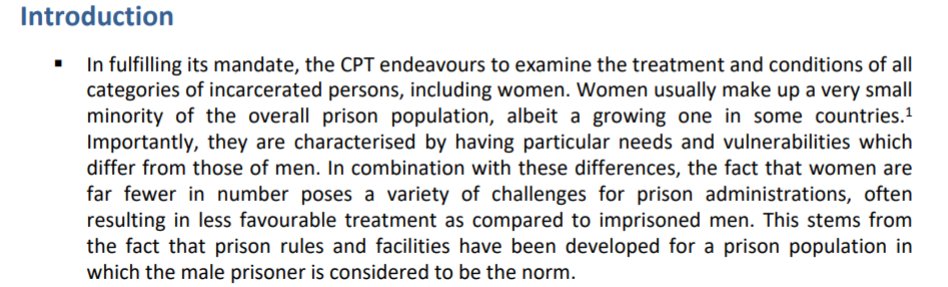 Introduction
▪ In fulfilling its mandate, the CPT endeavours to examine the treatment and conditions of all
categories of incarcerated persons, including women. Women usually make up a very small
minority of the overall prison population, albeit a growing one in some countries.¹
Importantly, they are characterised by having particular needs and vulnerabilities which
differ from those of men. In combination with these differences, the fact that women are
far fewer in number poses a variety of challenges for prison administrations, often
resulting in less favourable treatment as compared to imprisoned men. This stems from
the fact that prison rules and facilities have been developed for a prison population in
which the male prisoner is considered to be the norm.